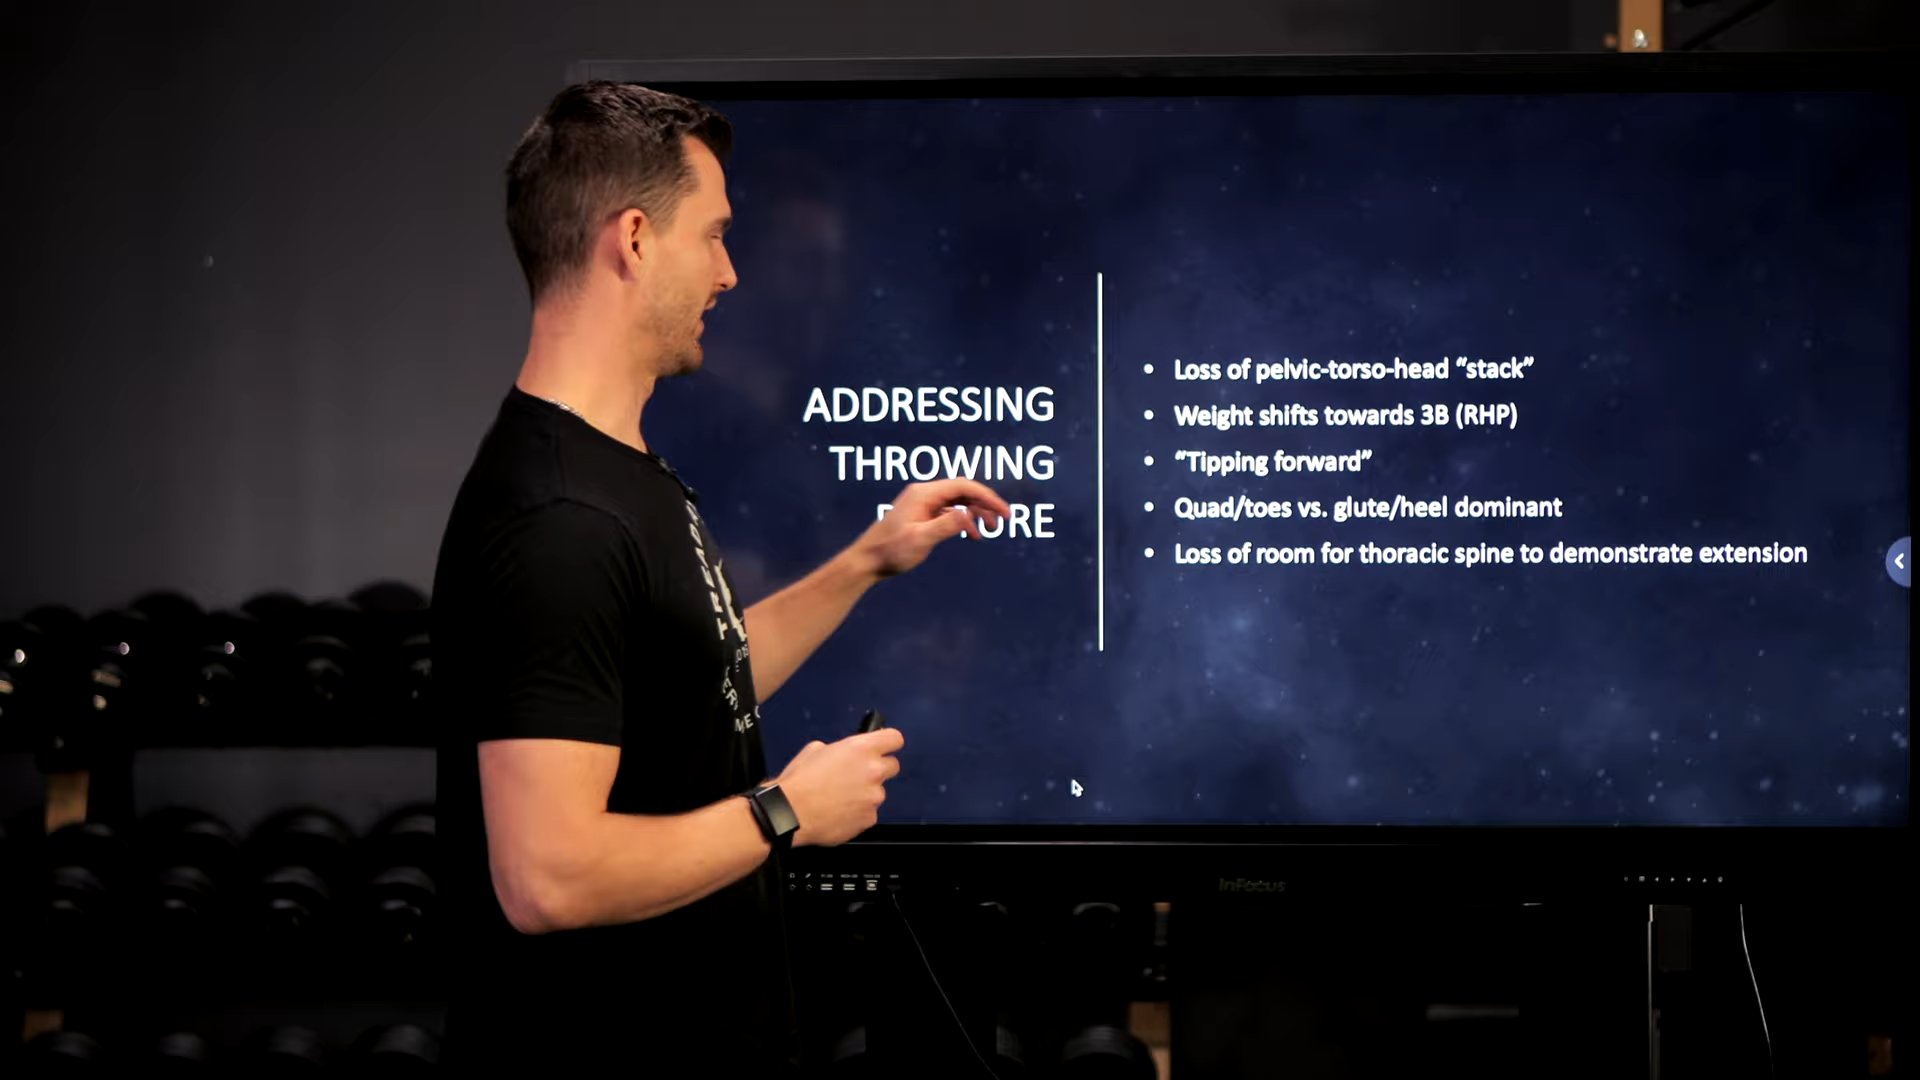 ADDRESSING
THROWING
• Loss of pelvic-torso-head “stack”
• Weight shifts towards 3B (RHP)
• “Tipping forward”
• Quad/toes vs. glute/heel dominant
• Loss of room for thoracic spine to demonstrate extension
InFocus